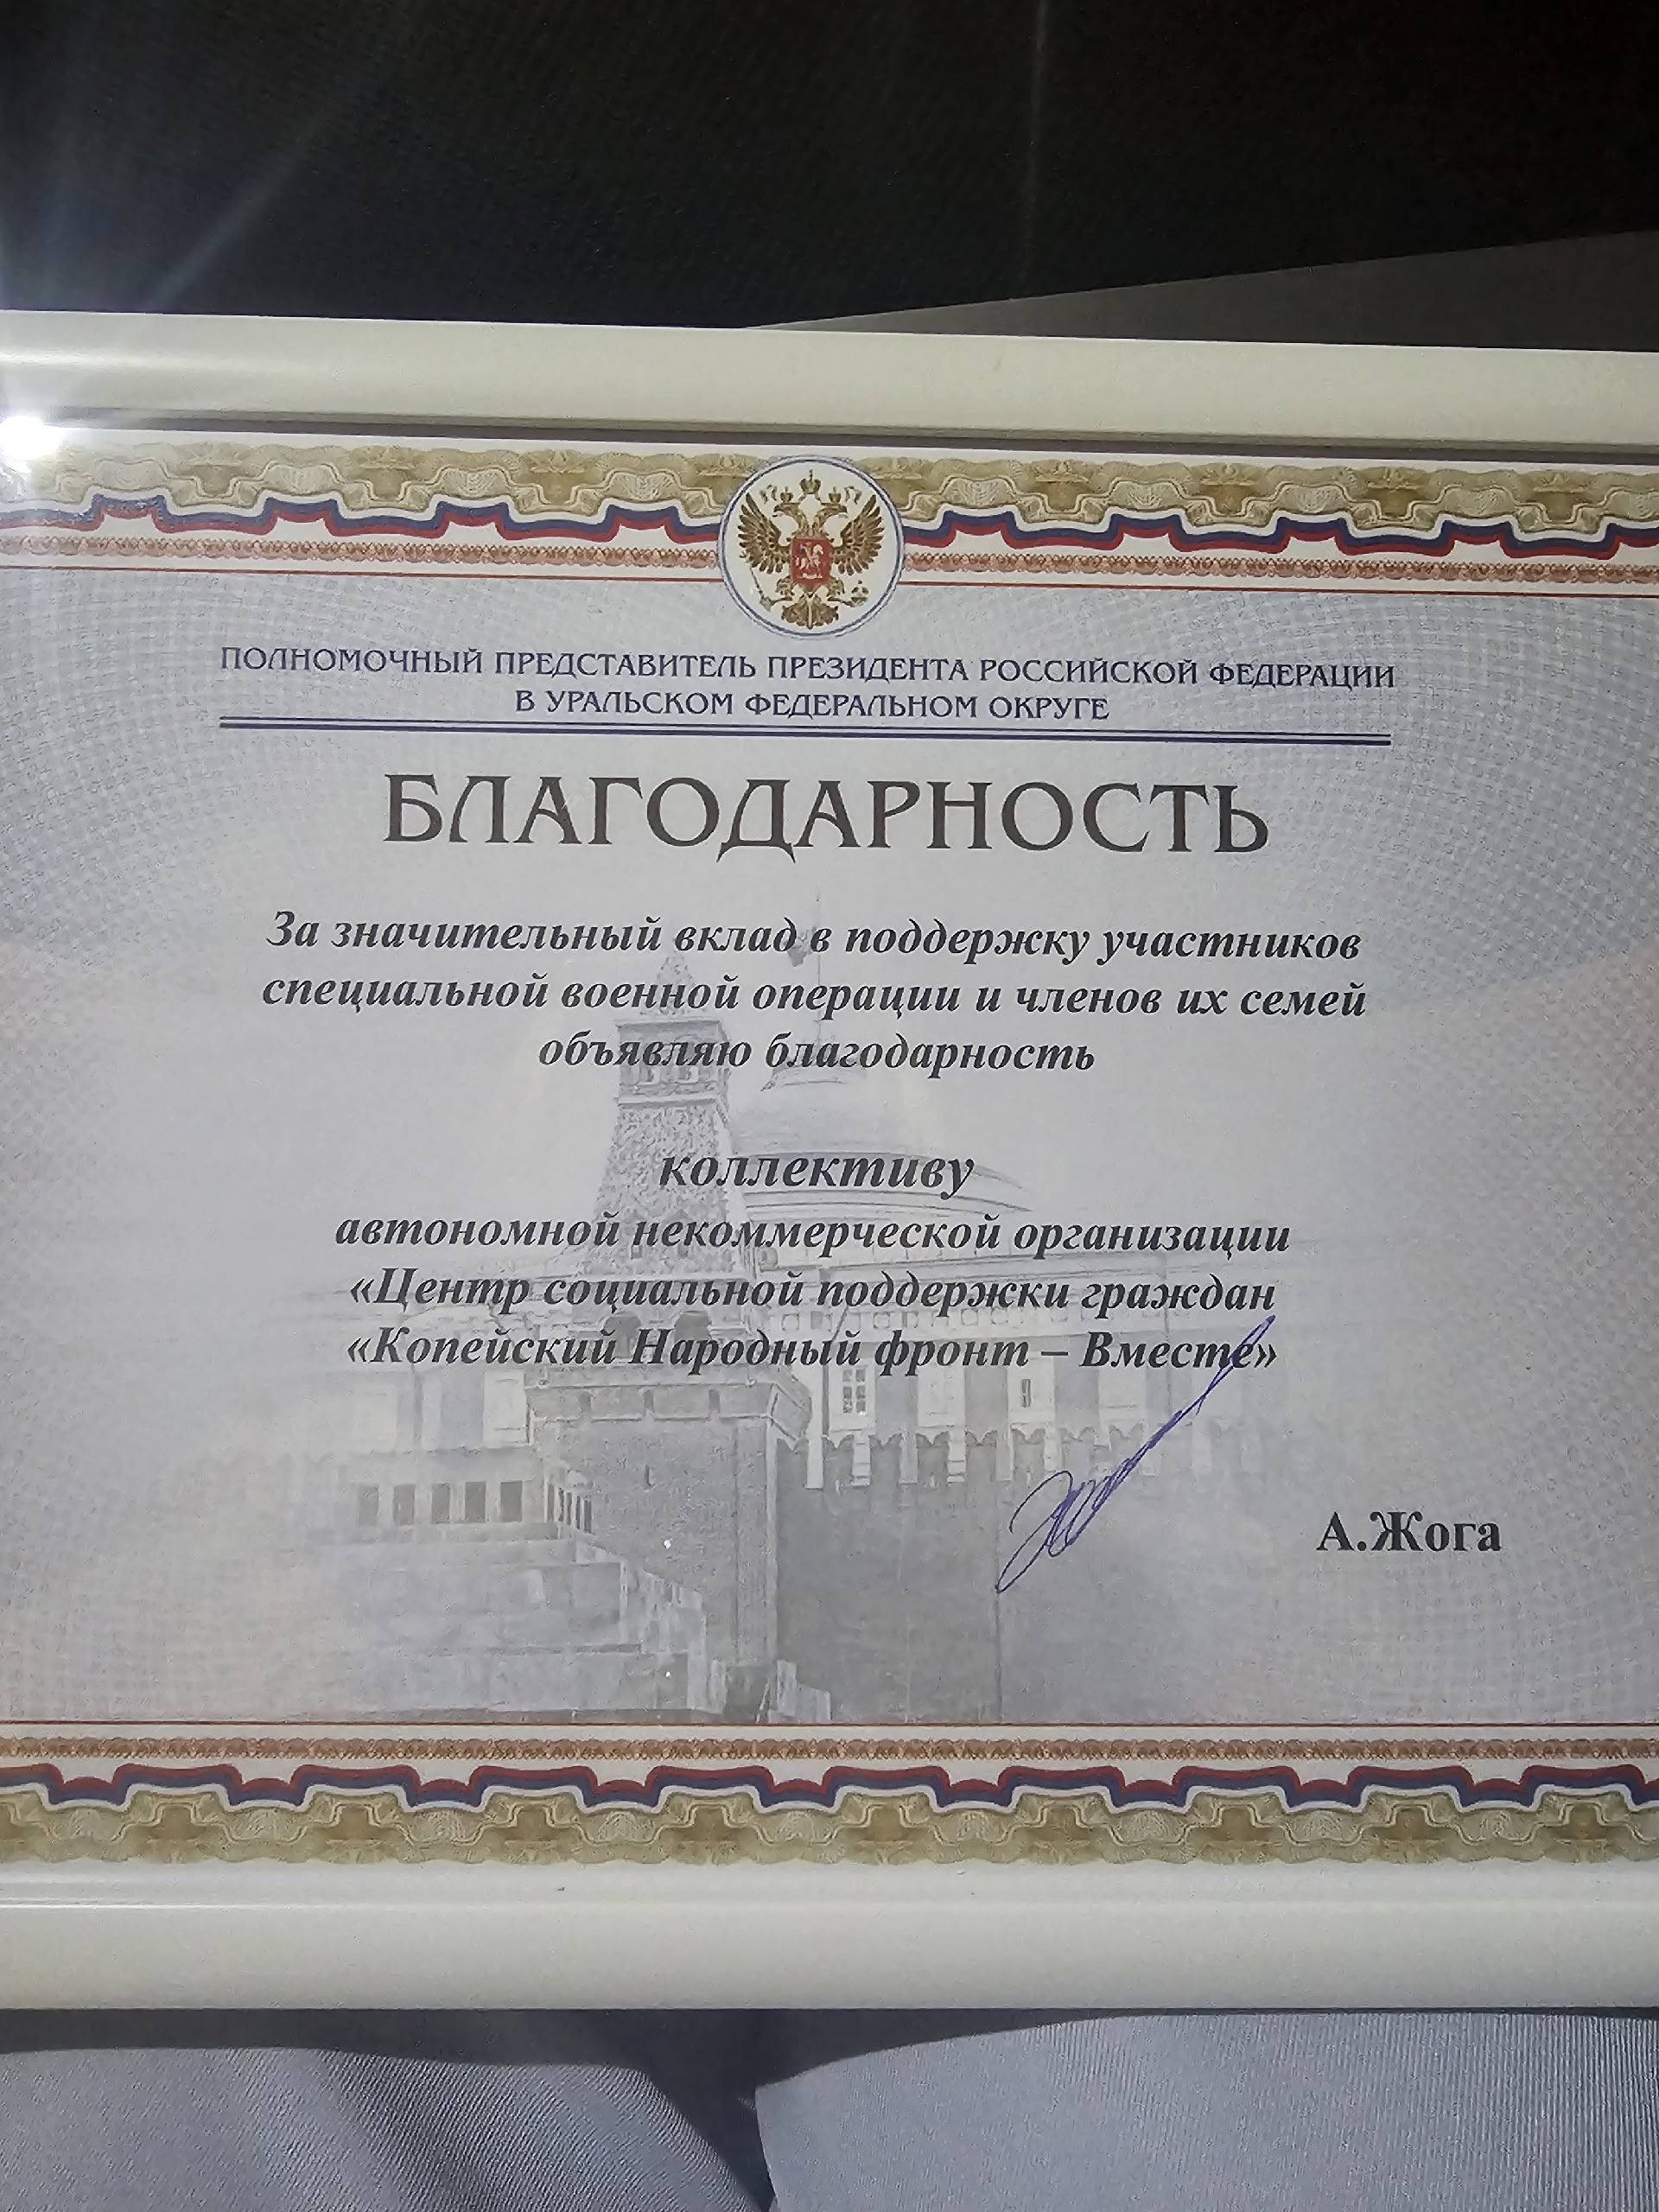 ПОЛНОМОЧНЫЙ ПРЕДСТАВИТЕЛЬ ПРЕЗИДЕНТА РОССИЙСКОЙ ФЕДЕРАЦИИ
В УРАЛЬСКОМ ФЕДЕРАЛЬНОМ ОКРУГЕ
БЛАГОДАРНОСТЬ
За значительный вклад в поддержку участников
специальной военной операции и членов их семей
объявляю благодарность
коллективу
автономной некоммерческой организации
«Центр социальной поддержки граждан
«Копейский Народный фронт – Вместе»
А.Жога